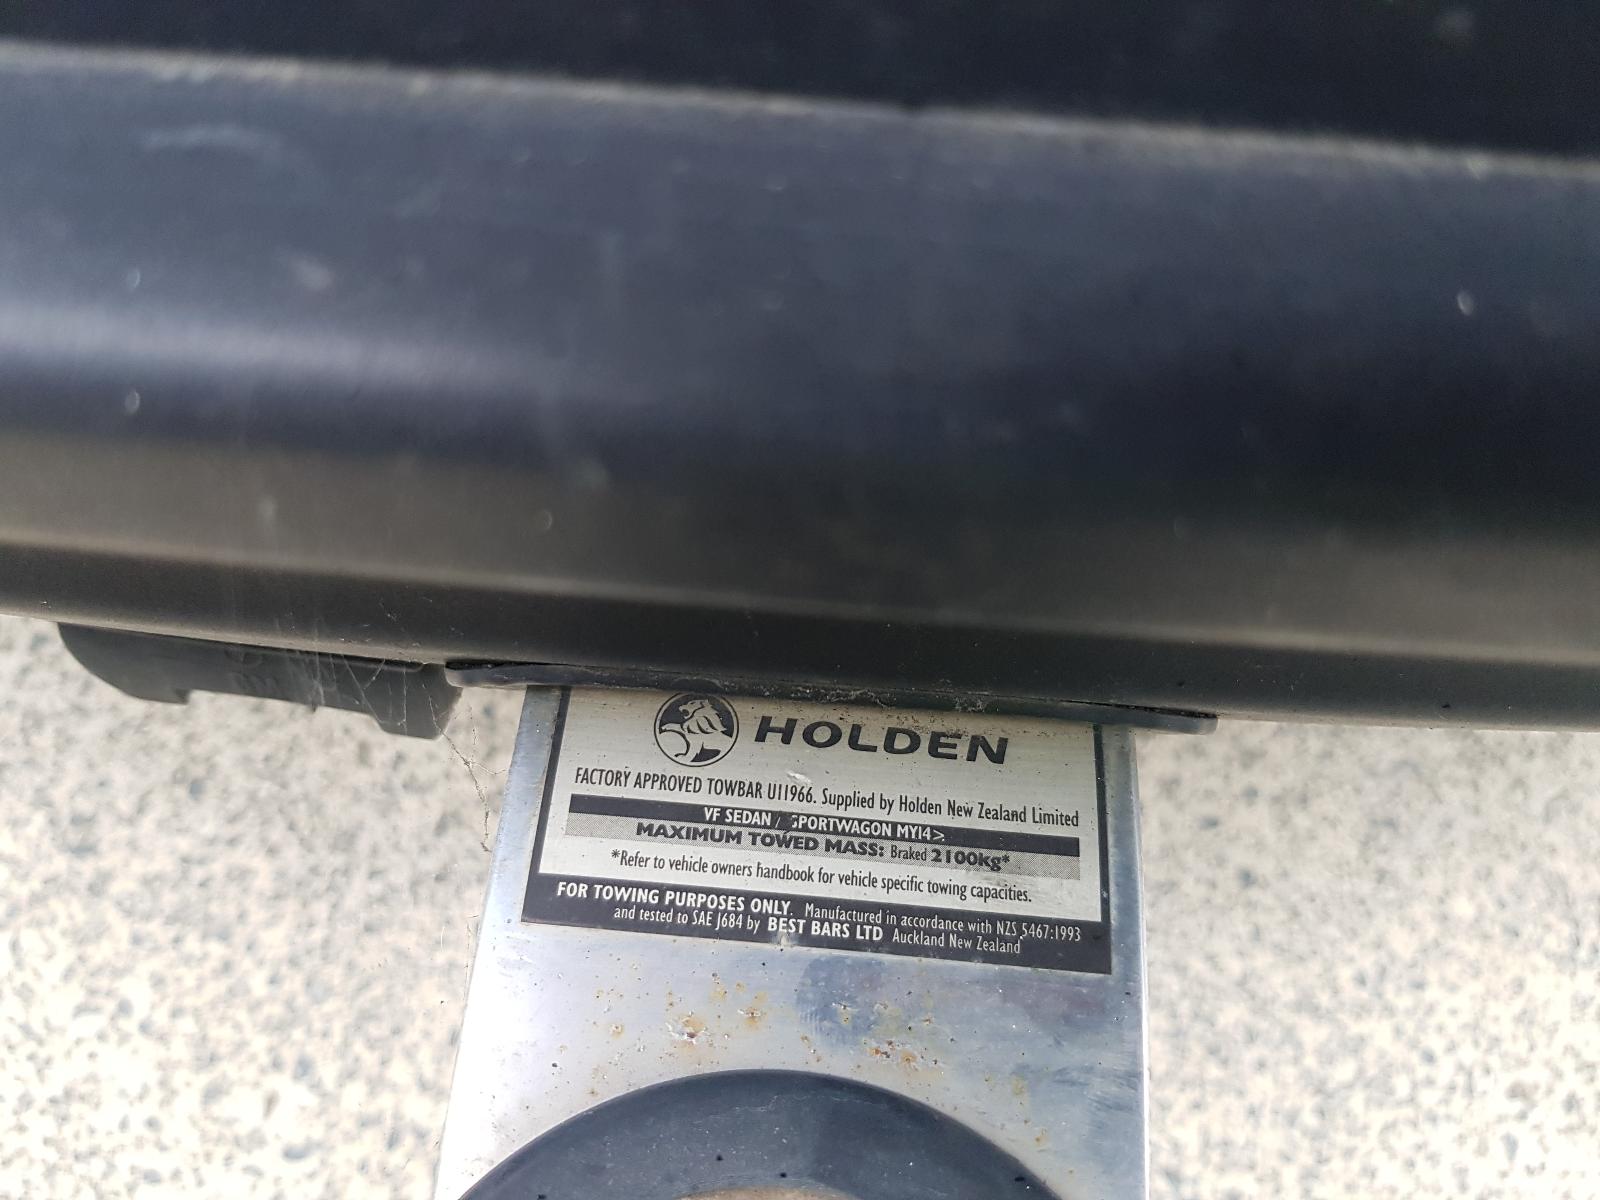 HOLDEN
FACTORY APPROVED TOWBAR U11966. Supplied by Holden New Zealand Limited
VF SEDAN / SPORTWAGON MY14>
MAXIMUM TOWED MASS: Braked 2100kg*
*Refer to vehicle owners handbook for vehicle specific towing capacities.
FOR TOWING PURPOSES ONLY. Manufactured in accordance with NZS 5467:1993
and tested to SAE J684 by BEST BARS LTD Auckland New Zealand